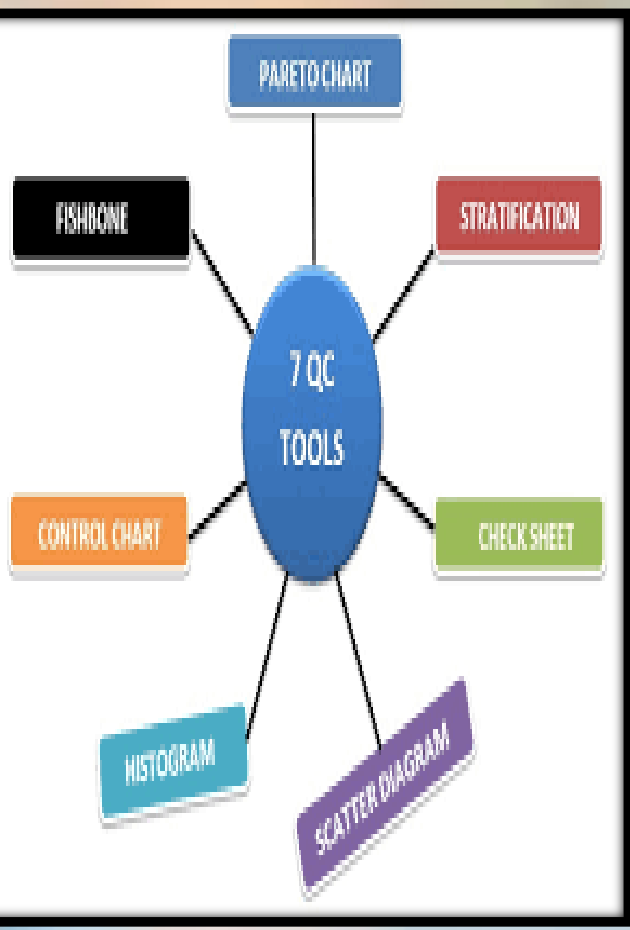 PARETO CHART
FISHBONE
STRATIFICATION
7 QC
TOOLS
CONTROL CHART
CHECK SHEET
HISTOGRAM
SCATTER DIAGRAM